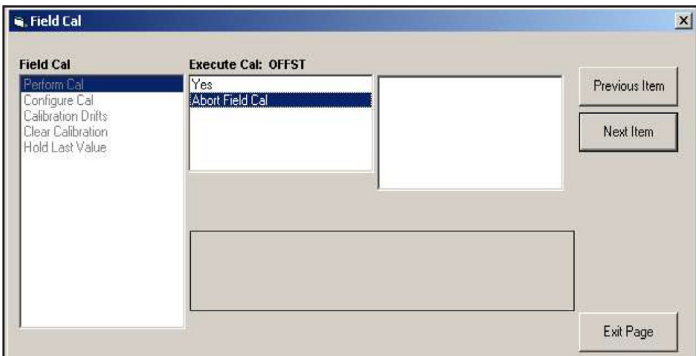 Field Cal
Field Cal
Execute Cal: OFFST
Perform Cal
Configure Cal
Calibration Drifts
Clear Calibration
Hold Last Value
Yes
Abort Field Cal
Previous Item
Next Item
Exit Page